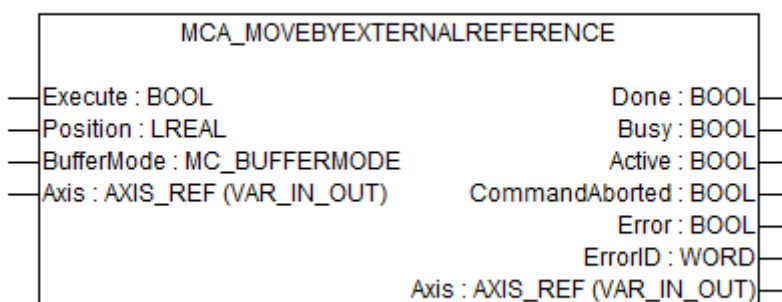 MCA_MOVEBYEXTERNALREFERENCE
Execute : BOOL Done : BOOL
Position : LREAL Busy : BOOL
BufferMode : MC_BUFFERMODE Active : BOOL
Axis : AXIS_REF (VAR_IN_OUT) CommandAborted : BOOL
Error : BOOL
ErrorID : WORD
Axis : AXIS_REF (VAR_IN_OUT)